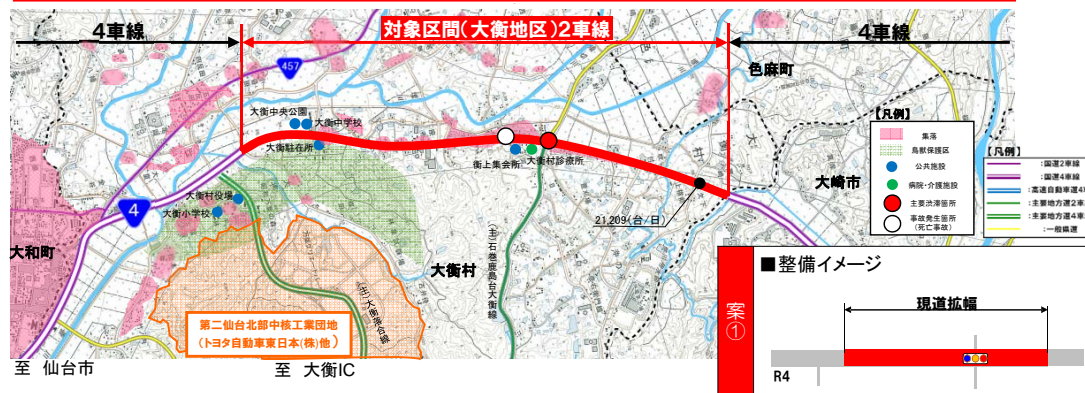 4車線
対象区間(大衡地区)2車線
4車線
457
色麻町
大衡中央公園
大衡中学校
大衡駐在所
衡上集会所
大衡村診療所
大衡村役場
大衡小学校
4
大和町
大衡村
大崎市
21,209(台/日)
(主)石巻鹿島台大衡線
(主)大衡落合線
第二仙台北部中核工業団地
(トヨタ自動車東日本(株)他)
至 仙台市
至 大衡IC
【凡例】
集落
鳥獣保護区
公共施設
病院・介護施設
主要渋滞箇所
事故発生箇所
(死亡事故)
【凡例】
:国道2車線
:国道4車線
:高速自動車道4車
:主要地方道2車
:主要地方道4車
:一般県道
案①
■整備イメージ
現道拡幅
R4